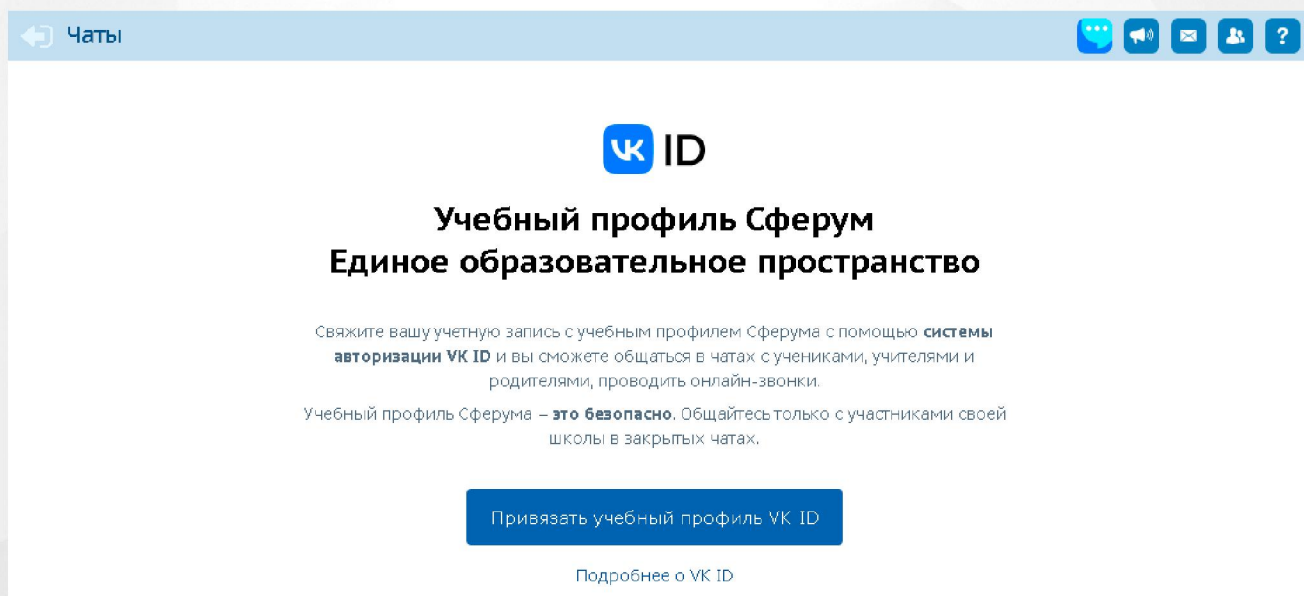 Чаты
?
VK ID
Учебный профиль Сферум
Единое образовательное пространство
Свяжите вашу учетную запись с учебным профилем Сферума с помощью системы
авторизации VK ID и вы сможете общаться в чатах с учениками, учителями и
родителями, проводить онлайн-звонки.
Учебный профиль Сферума – это безопасно. Общайтесь только с участниками своей
школы в закрытых чатах.
Привязать учебный профиль VK ID
Подробнее о VK ID